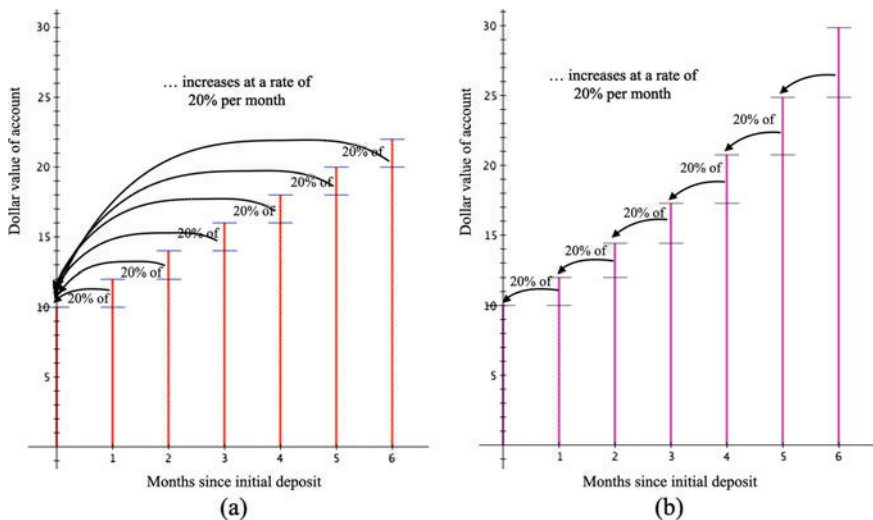 30
25
20
15
10
5
… increases at a rate of
20% per month
20% of
20% of
20% of
20% of
20% of
20% of
1 2 3 4 5 6
Dollar value of account
Months since initial deposit
(a)
30
25
20
15
10
5
… increases at a rate of
20% per month
20% of
20% of
20% of
20% of
20% of
1 2 3 4 5 6
Dollar value of account
Months since initial deposit
(b)